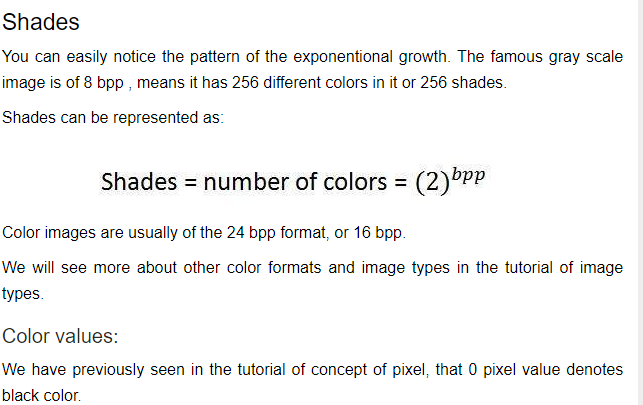 Shades
You can easily notice the pattern of the exponentional growth. The famous gray scale
image is of 8 bpp , means it has 256 different colors in it or 256 shades.
Shades can be represented as:
Shades = number of colors = (2)^bpp
Color images are usually of the 24 bpp format, or 16 bpp.
We will see more about other color formats and image types in the tutorial of image
types.
Color values:
We have previously seen in the tutorial of concept of pixel, that 0 pixel value denotes
black color.